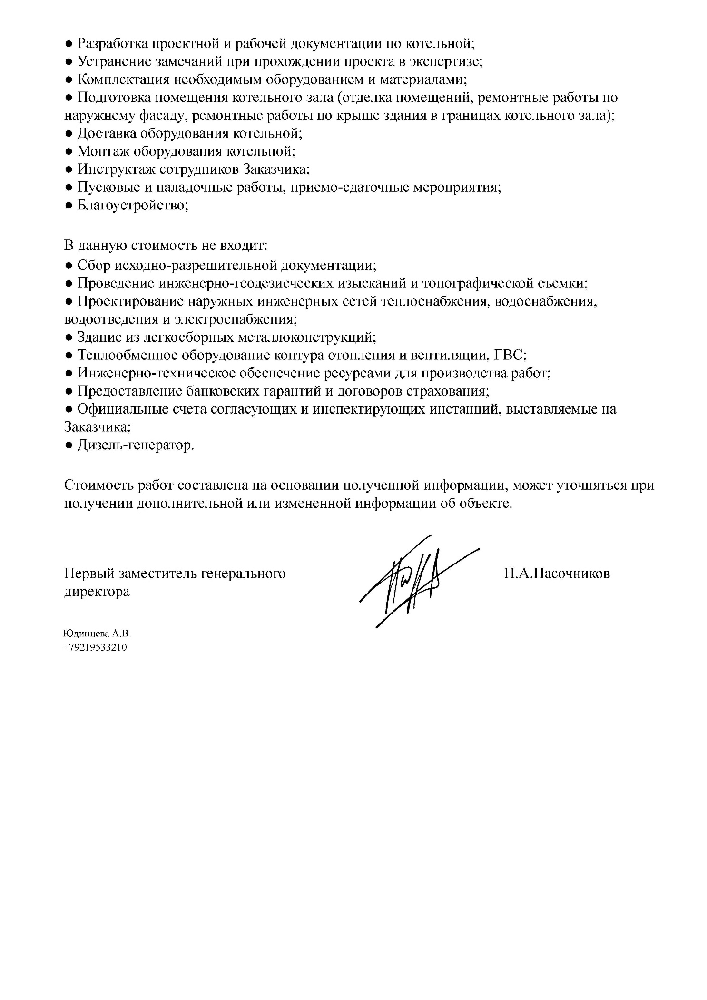 ● Разработка проектной и рабочей документации по котельной;
● Устранение замечаний при прохождении проекта в экспертизе;
● Комплектация необходимым оборудованием и материалами;
● Подготовка помещения котельного зала (отделка помещений, ремонтные работы по
наружнему фасаду, ремонтные работы по крыше здания в границах котельного зала);
● Доставка оборудования котельной;
● Монтаж оборудования котельной;
● Инструктаж сотрудников Заказчика;
● Пусковые и наладочные работы, приемо-сдаточные мероприятия;
● Благоустройство;
В данную стоимость не входит:
● Сбор исходно-разрешительной документации;
● Проведение инженерно-геодезисческих изысканий и топографической съемки;
● Проектирование наружных инженерных сетей теплоснабжения, водоснабжения,
водоотведения и электроснабжения;
● Здание из легкосборных металлоконструкций;
● Теплообменное оборудование контура отопления и вентиляции, ГВС;
● Инженерно-техническое обеспечение ресурсами для производства работ;
● Предоставление банковских гарантий и договоров страхования;
● Официальные счета согласующих и инспектирующих инстанций, выставляемые на
Заказчика;
● Дизель-генератор.
Стоимость работ составлена на основании полученной информации, может уточняться при
получении дополнительной или измененной информации об объекте.
Первый заместитель генерального
директора
Н.А.Пасочников
Юдинцева А.В.
+79219533210